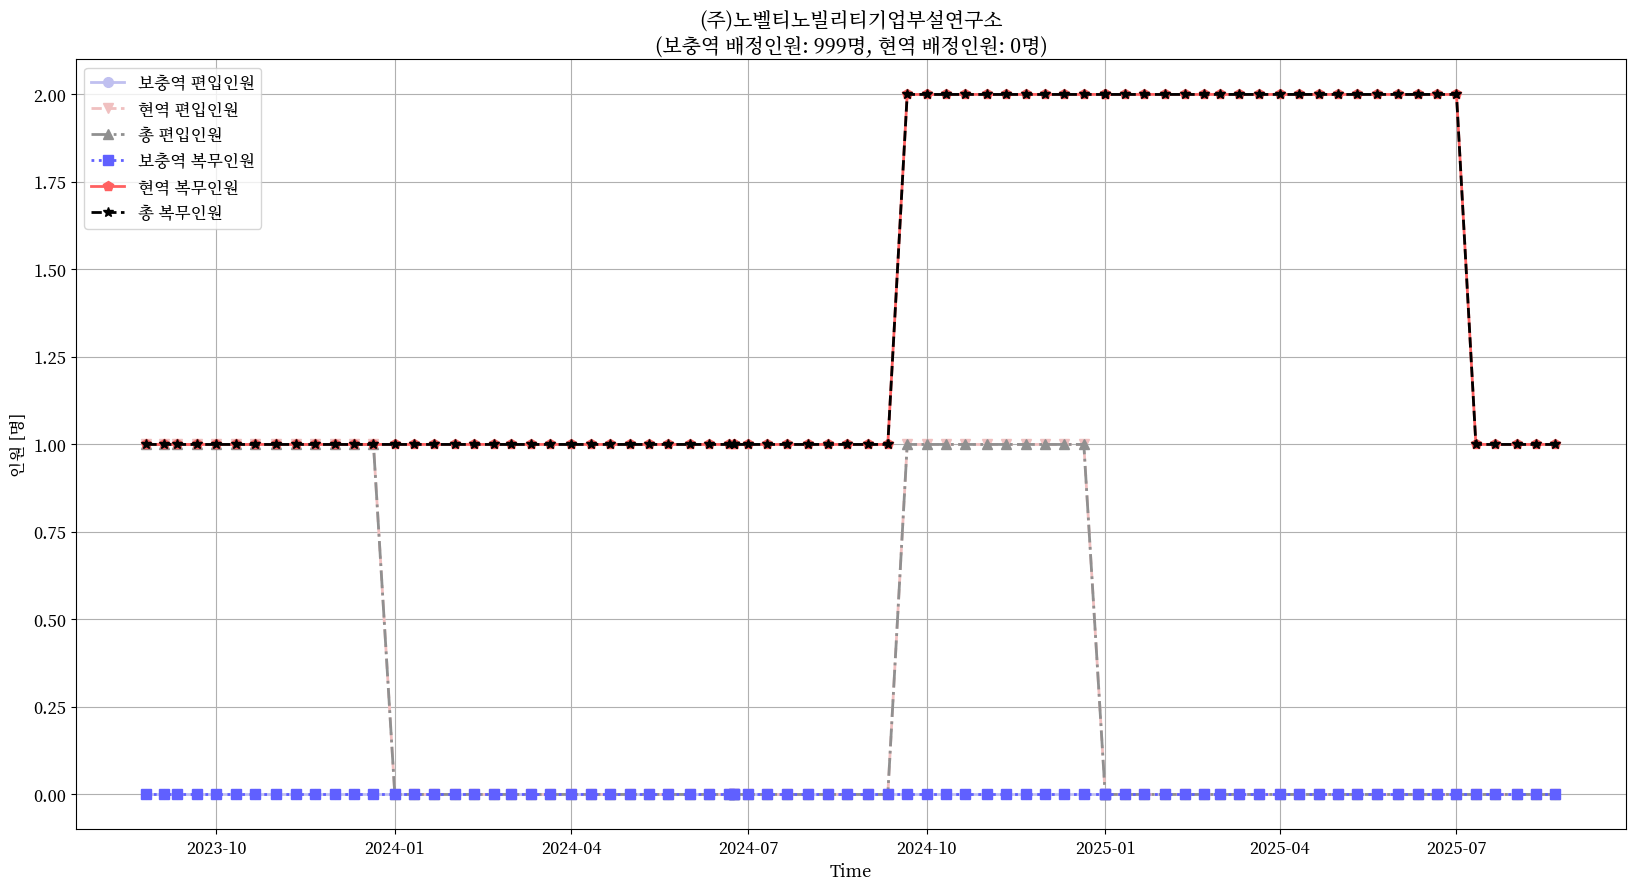 (주)노벨티노빌리티기업부설연구소
(보충역 배정인원: 999명, 현역 배정인원: 0명)
보충역 편입인원
현역 편입인원
총 편입인원
보충역 복무인원
현역 복무인원
총 복무인원
2.00
1.75
1.50
1.25
1.00
0.75
0.50
0.25
0.00
인원 [명]
2023-10
2024-01
2024-04
2024-07
2024-10
2025-01
2025-04
2025-07
Time